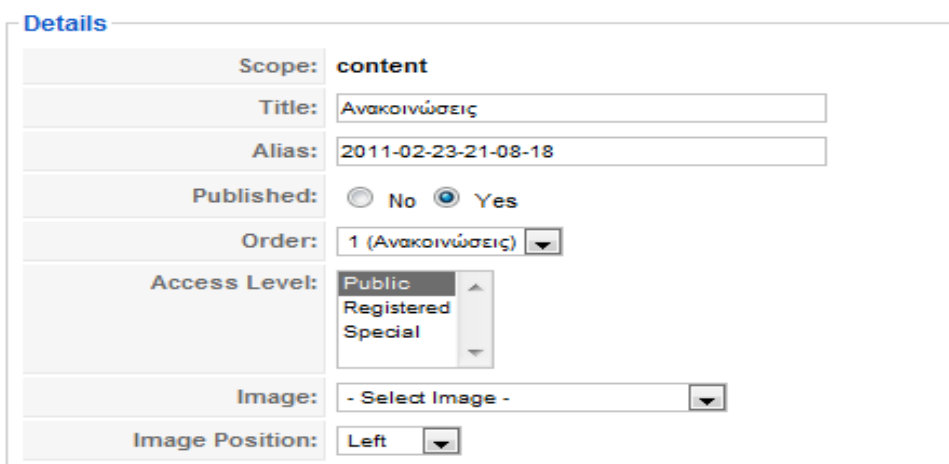 Details
Scope: content
Title: Ανακοινώσεις
Alias: 2011-02-23-21-08-18
Published: No Yes
Order: 1 (Ανακοινώσεις)
Access Level: Public
Registered
Special
Image: - Select Image -
Image Position: Left